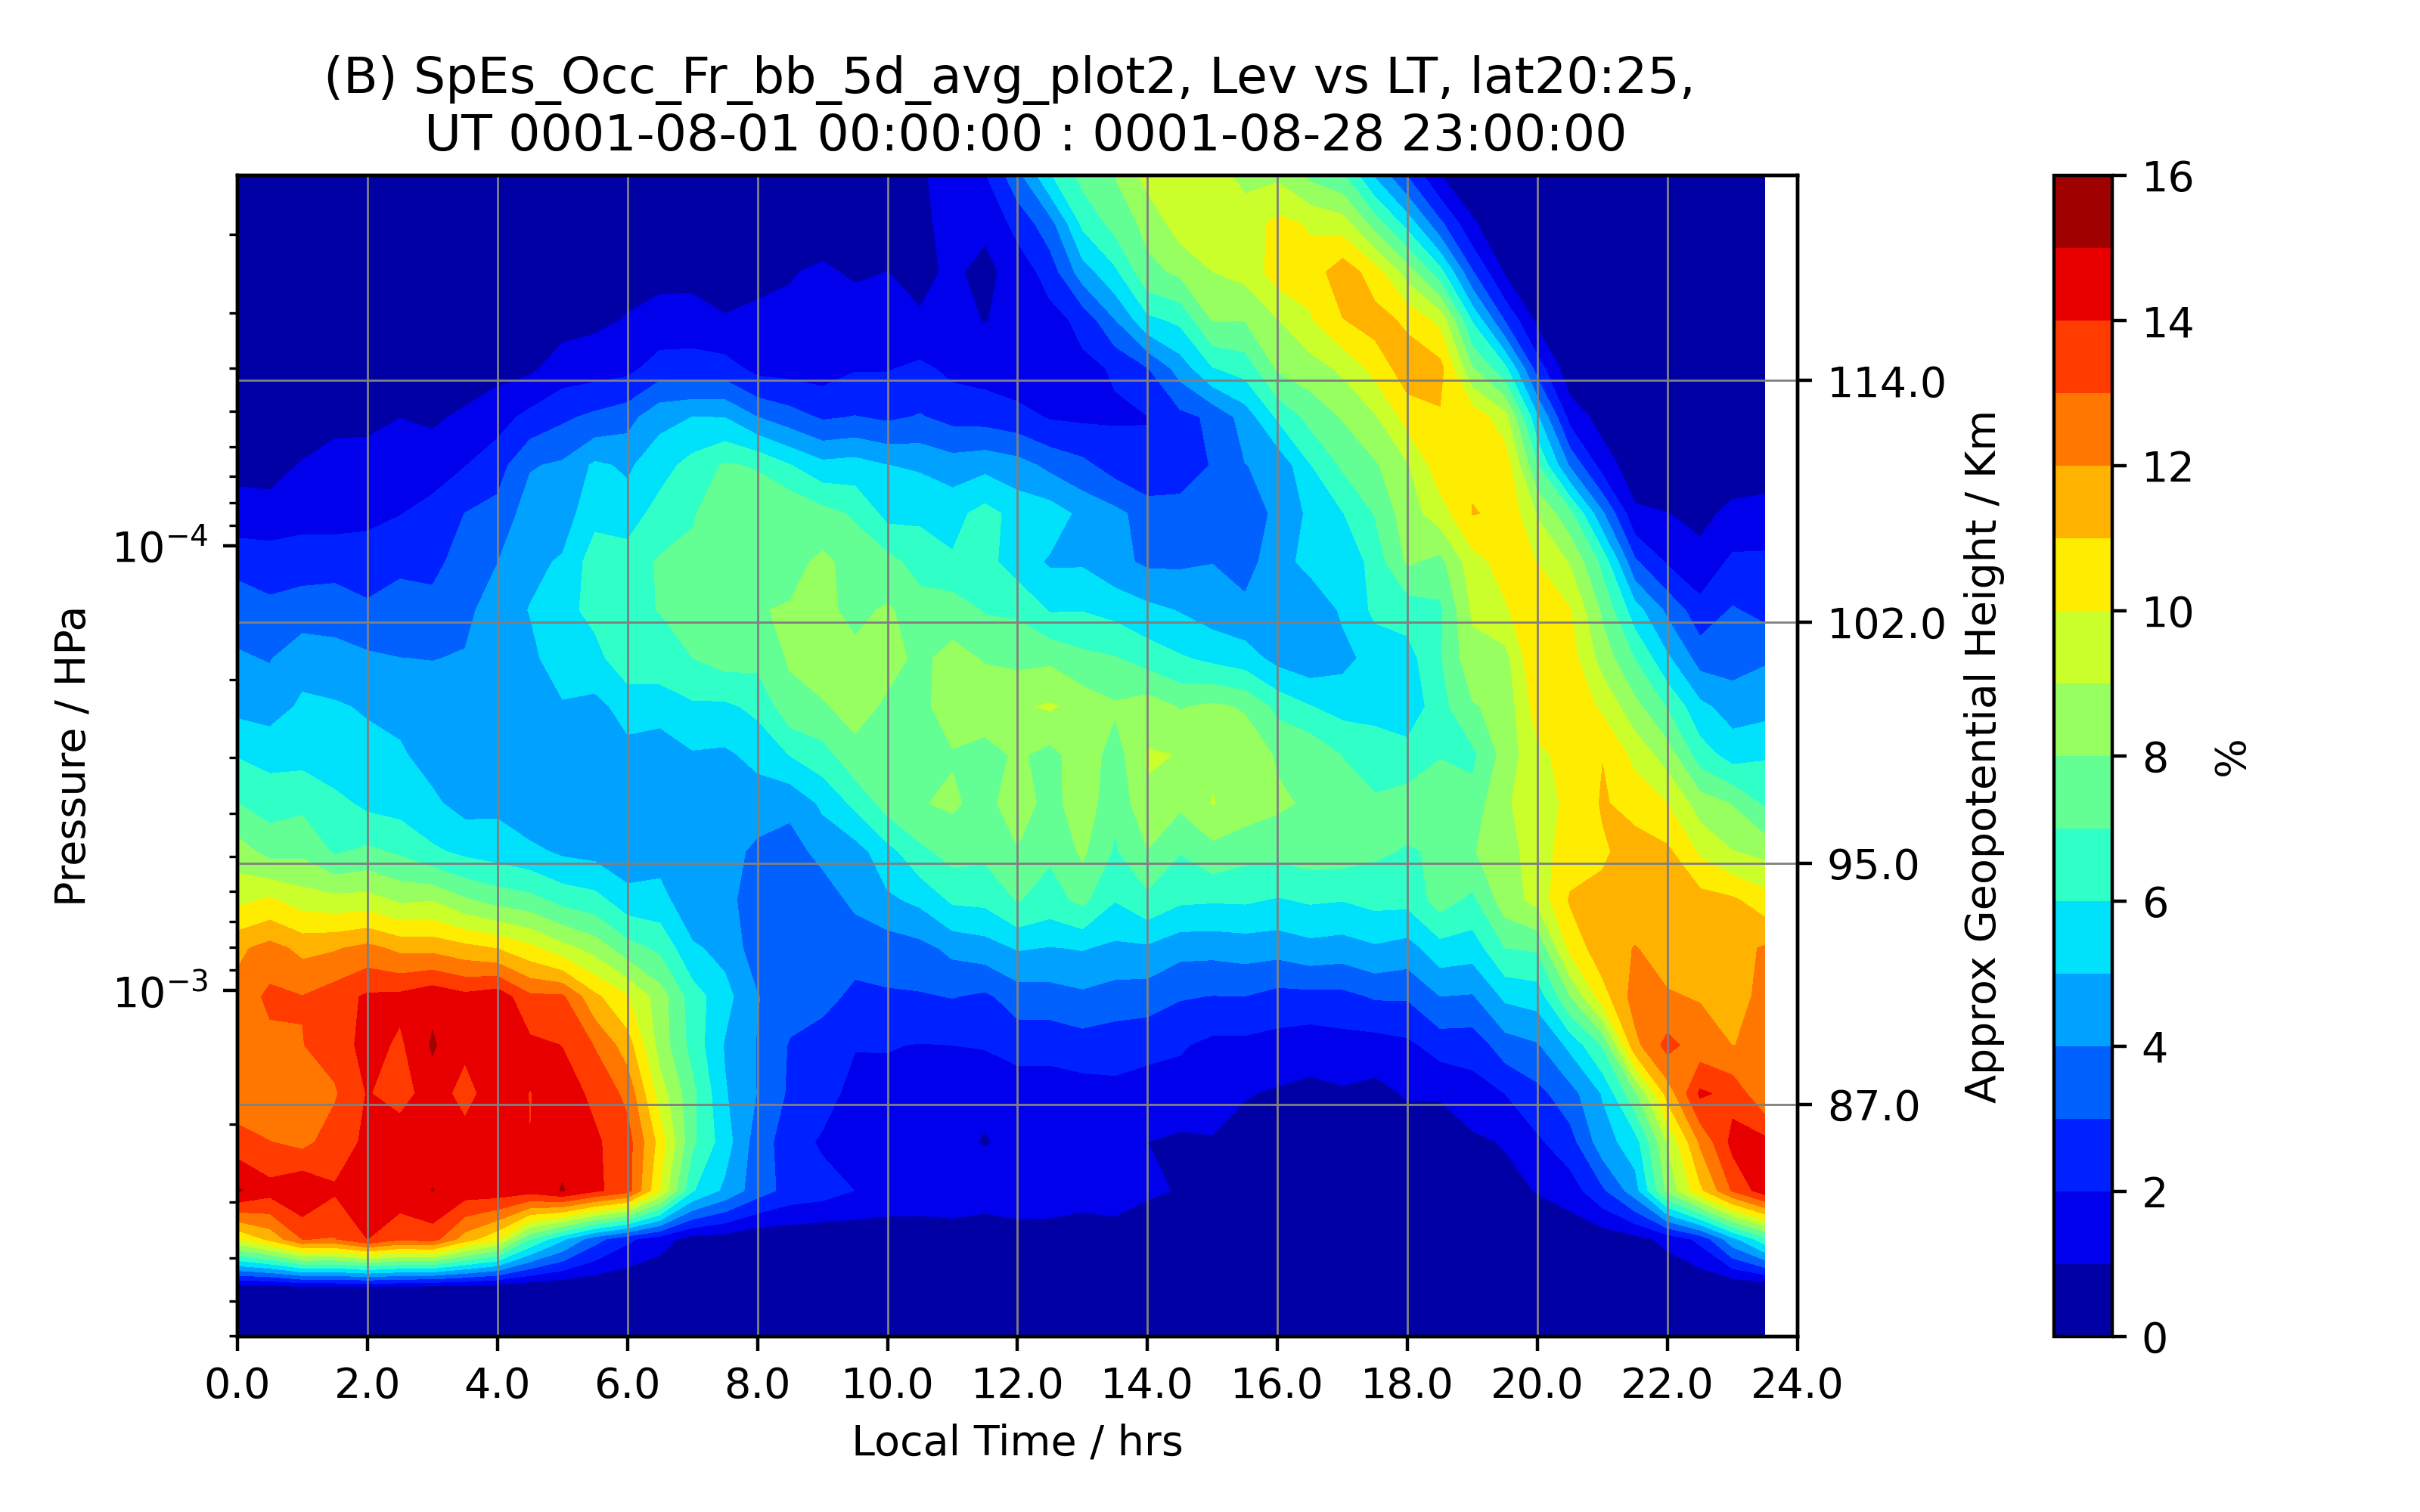 (B) SpEs_Occ_Fr_bb_5d_avg_plot2, Lev vs LT, lat20:25,
UT 0001-08-01 00:00:00 : 0001-08-28 23:00:00
Pressure / HPa
10⁻⁴
10⁻³
0.0 2.0 4.0 6.0 8.0 10.0 12.0 14.0 16.0 18.0 20.0 22.0 24.0
Local Time / hrs
114.0
102.0
95.0
87.0
Approx Geopotential Height / Km
16
14
12
10
8
6
4
2
0
%